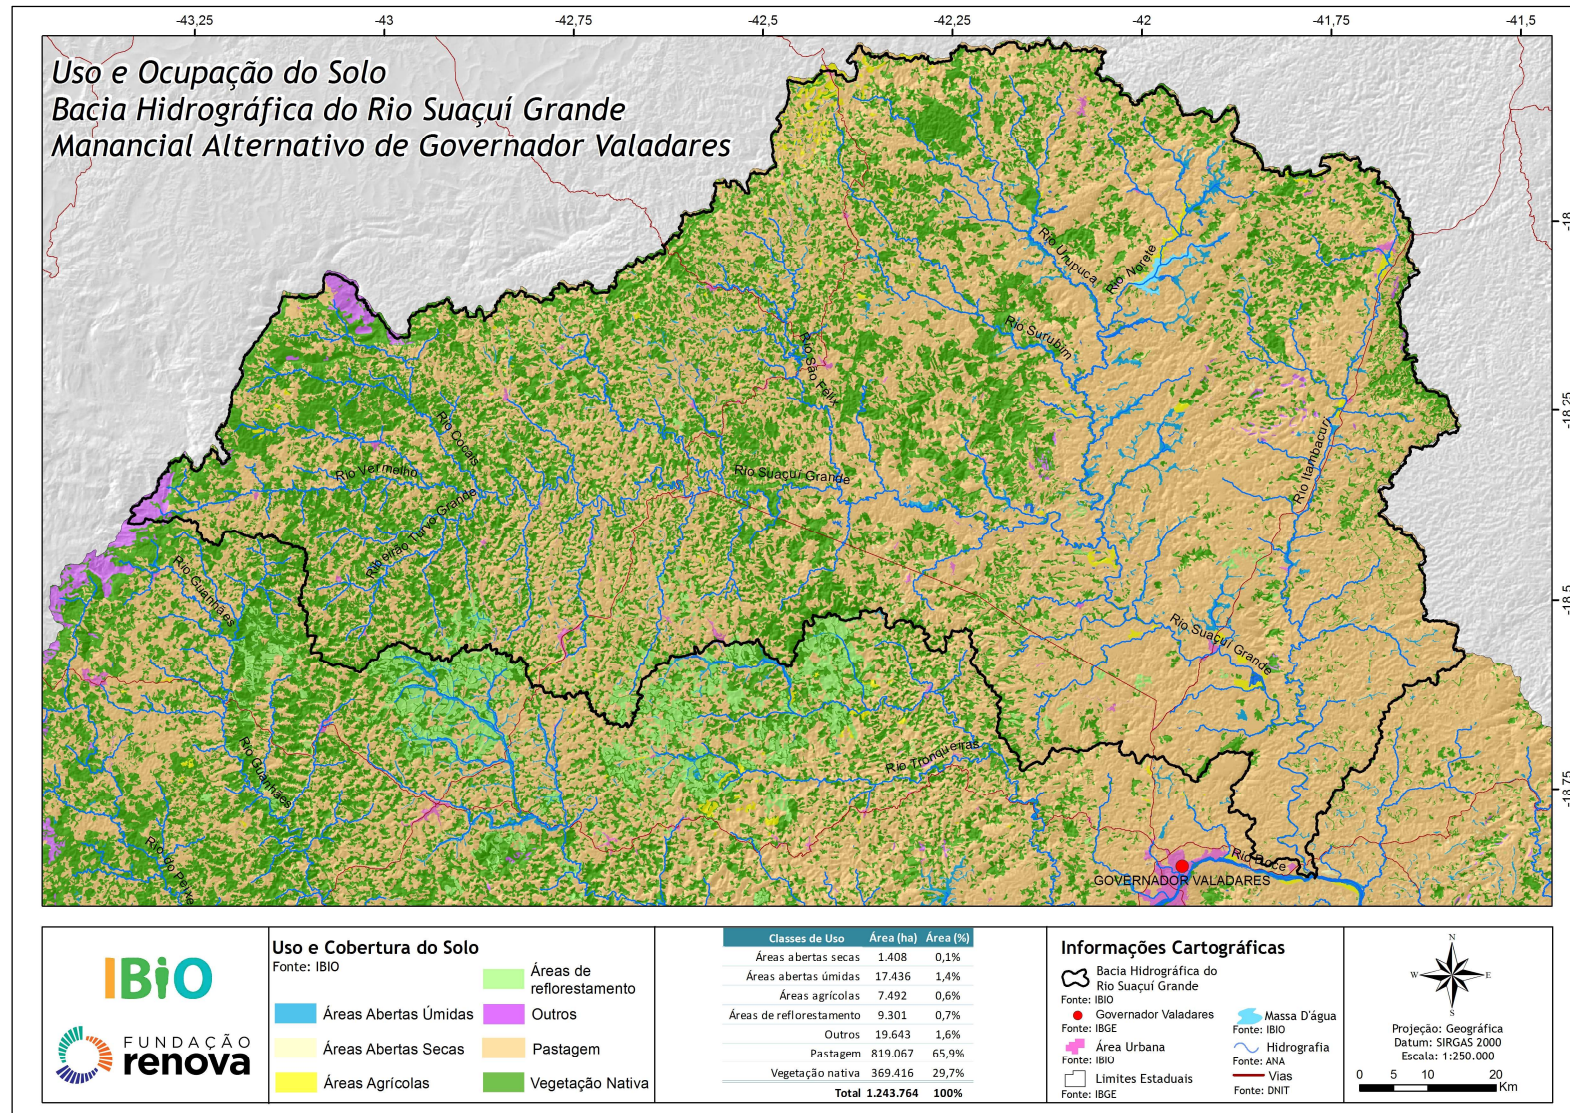 -43,25 -43 -42,75 -42,5 -42,25 -42 -41,75 -41,5
Uso e Ocupação do Solo
Bacia Hidrográfica do Rio Suaçuí Grande
Manancial Alternativo de Governador Valadares
-18,25
-18,5
-18,75
Rio Urupuca
Rio Norete
Rio Surubim
Rio São Félix
Rio Cocais
Rio Vermelho
Rio Suaçuí Grande
Rio Itambacuri
Ribeirão Turvo Grande
Rio Guanhães
Rio Suaçuí Grande
Rio Guanhães
Rio Tronqueiras
Rio do Peixe
Rio Doce
GOVERNADOR VALADARES
IBiO
FUNDAÇÃO
renova
Uso e Cobertura do Solo
Fonte: IBIO
Áreas Abertas Úmidas
Áreas Abertas Secas
Áreas Agrícolas
Áreas de
reflorestamento
Outros
Pastagem
Vegetação Nativa
Classes de Uso Área (ha) Área (%)
Áreas abertas secas 1.408 0,1%
Áreas abertas úmidas 17.436 1,4%
Áreas agrícolas 7.492 0,6%
Áreas de reflorestamento 9.301 0,7%
Outros 19.643 1,6%
Pastagem 819.067 65,9%
Vegetação nativa 369.416 29,7%
Total 1.243.764 100%
Informações Cartográficas
Bacia Hidrográfica do
Rio Suaçuí Grande
Fonte: IBIO
Governador Valadares
Fonte: IBGE
Área Urbana
Fonte: IBIO
Limites Estaduais
Fonte: IBGE
Massa D'água
Fonte: IBIO
Hidrografia
Fonte: ANA
Vias
Fonte: DNIT
N
W E
S
Projeção: Geográfica
Datum: SIRGAS 2000
Escala: 1:250.000
0 5 10 20
Km